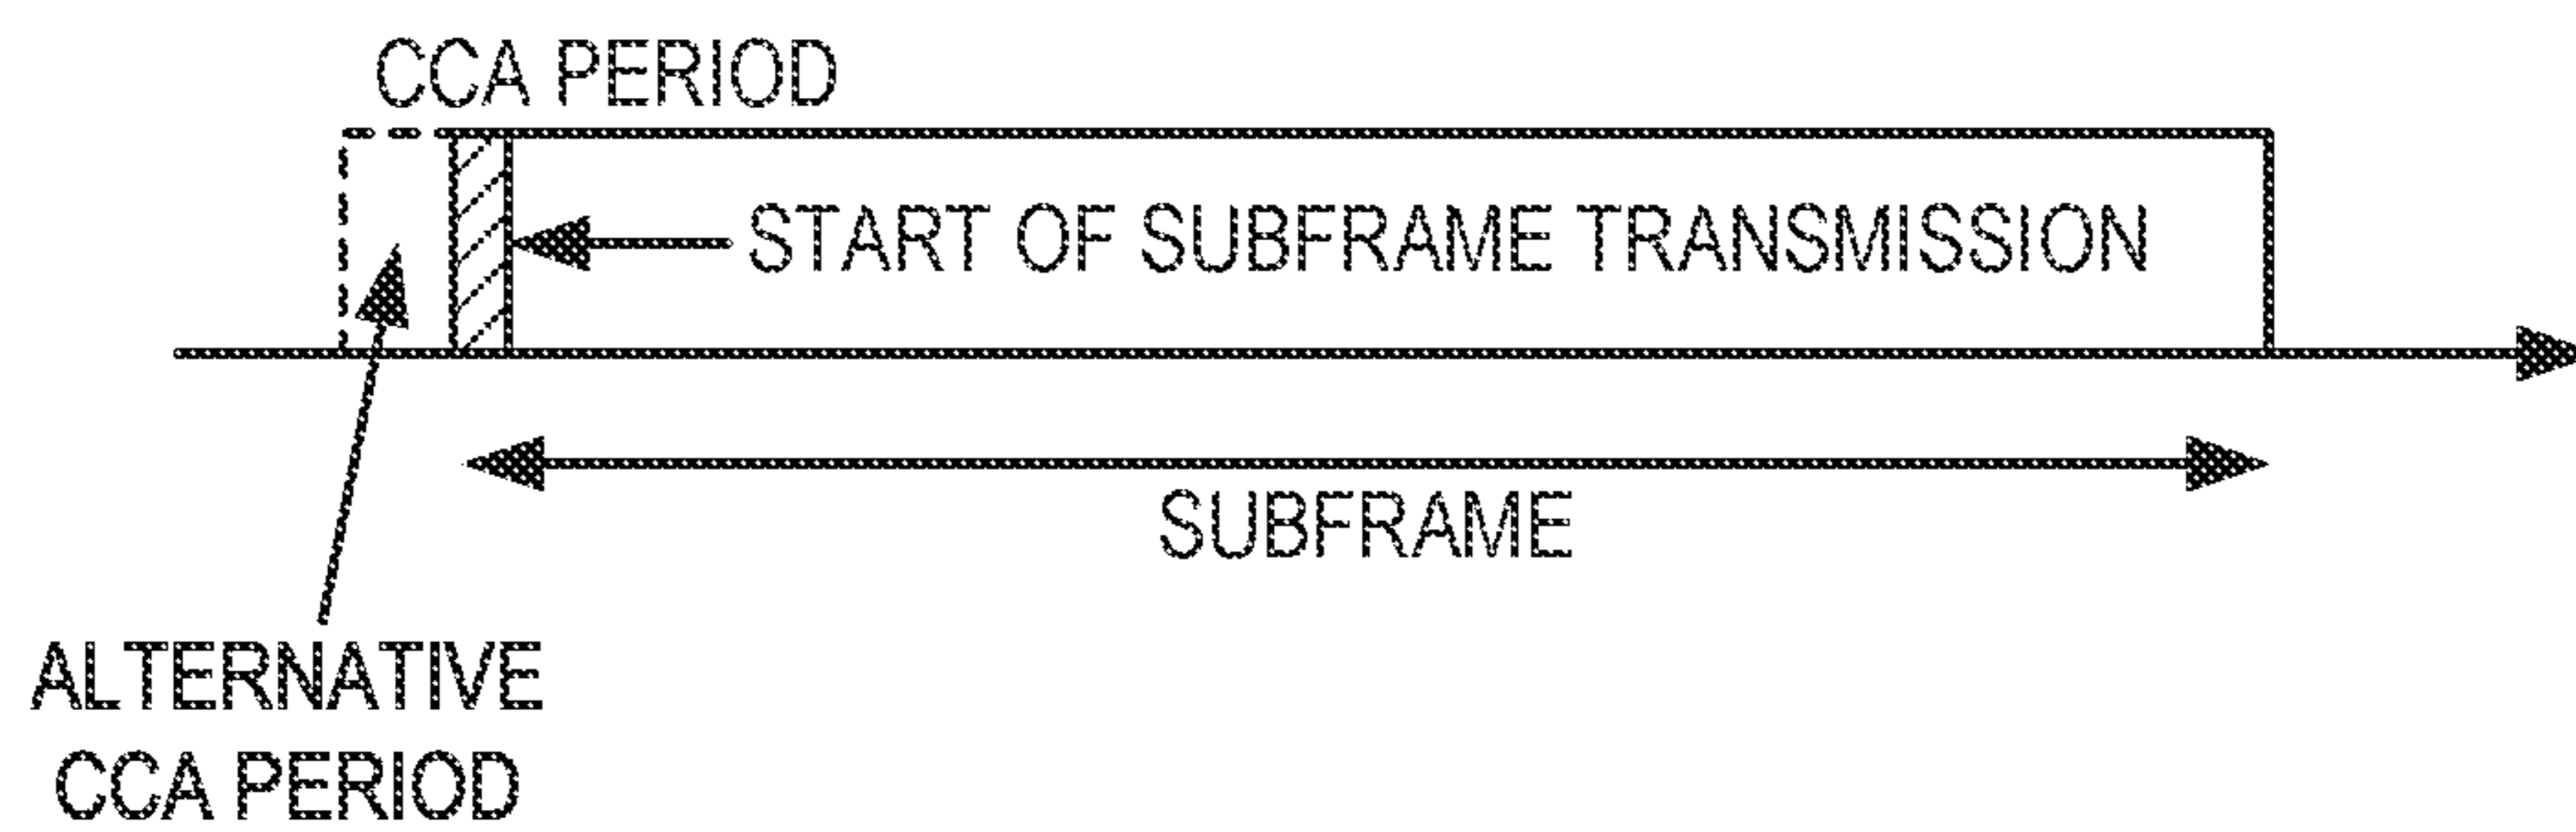 CCA PERIOD
START OF SUBFRAME TRANSMISSION
SUBFRAME
ALTERNATIVE
CCA PERIOD